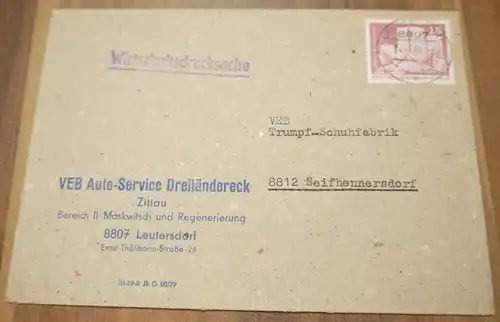 Wirtschaftsdrucksache
8807
VEB
Trumpf-Schuhfabrik
8812 Seifhennersdorf
VEB Auto-Service Dreiländereck
Zittau
Bereich II Moskwitsch und Regenerierung
8807 Leutersdorf
Ernst-Thälmann-Straße 26